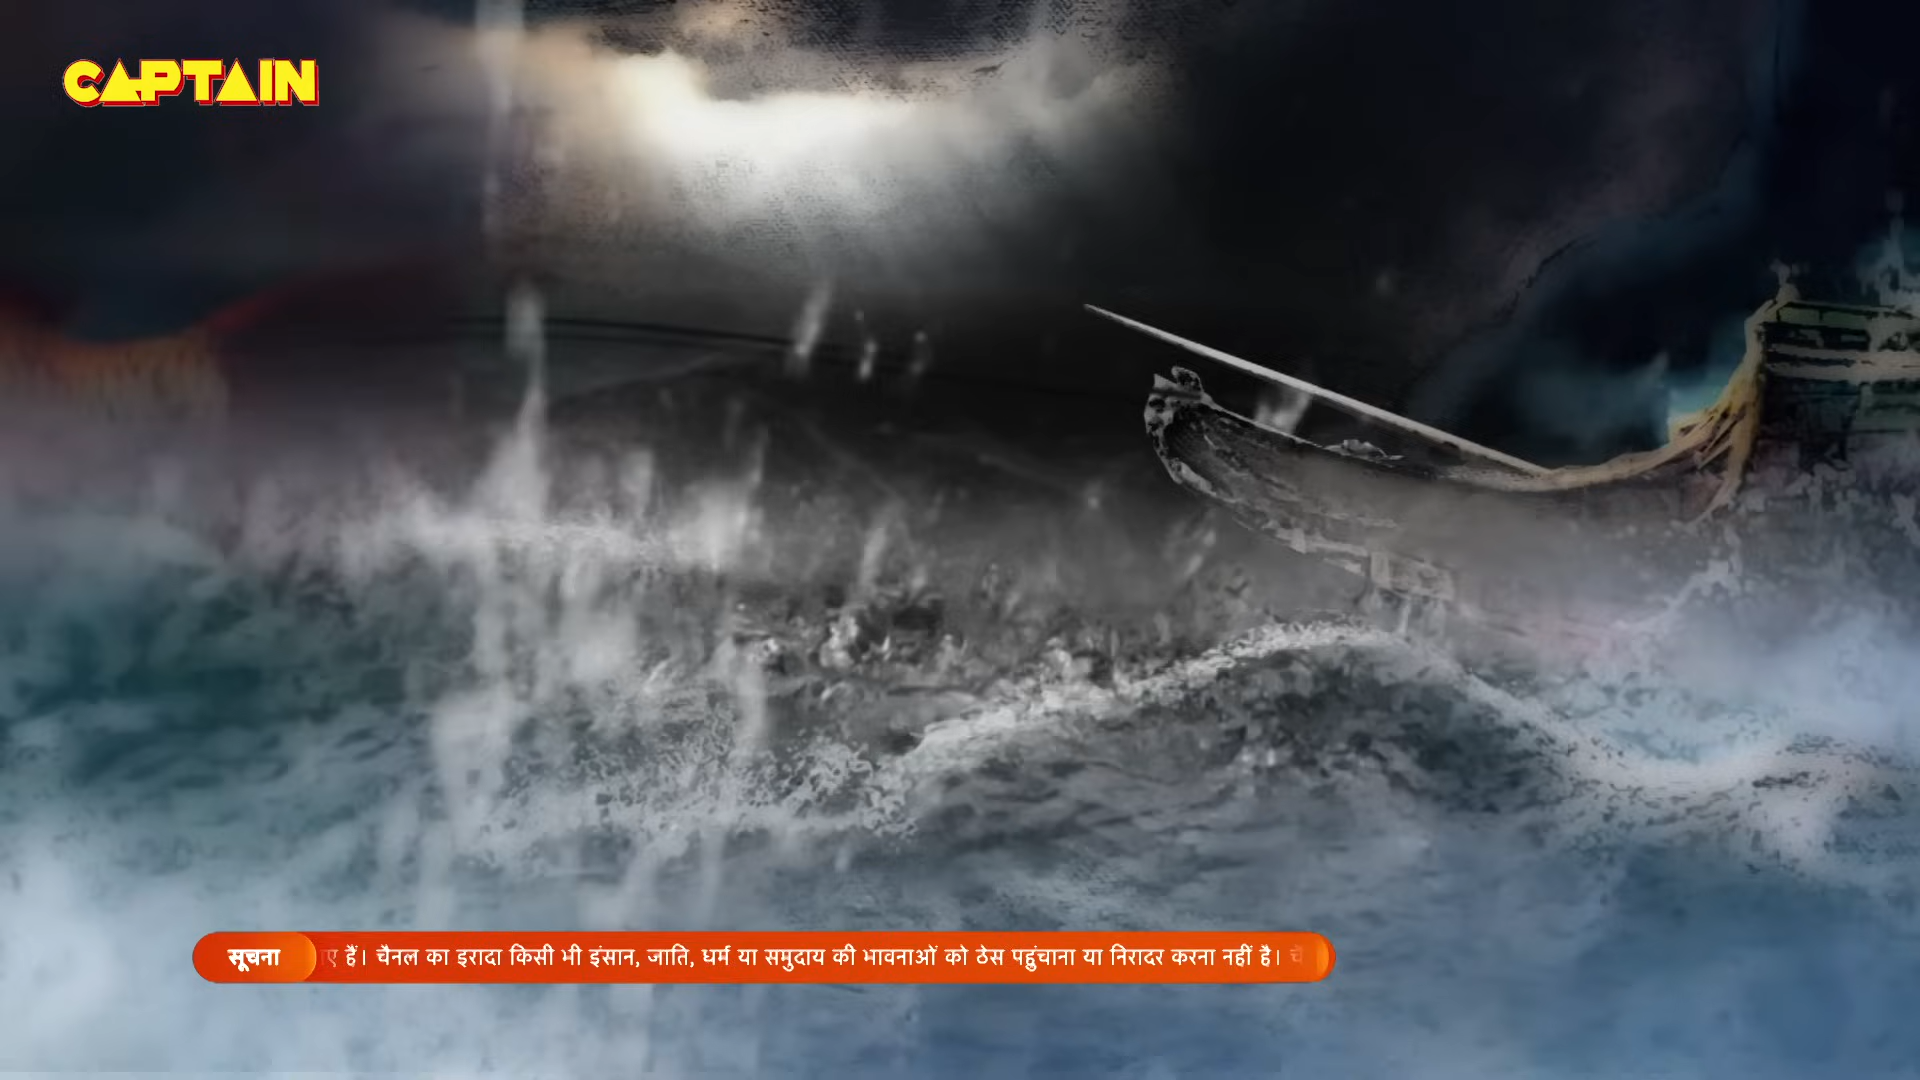 CAPTAIN
सूचना
हैं। चैनल का इरादा किसी भी इंसान, जाति, धर्म या समुदाय की भावनाओं को ठेस पहुंचाना या निरादर करना नहीं है।